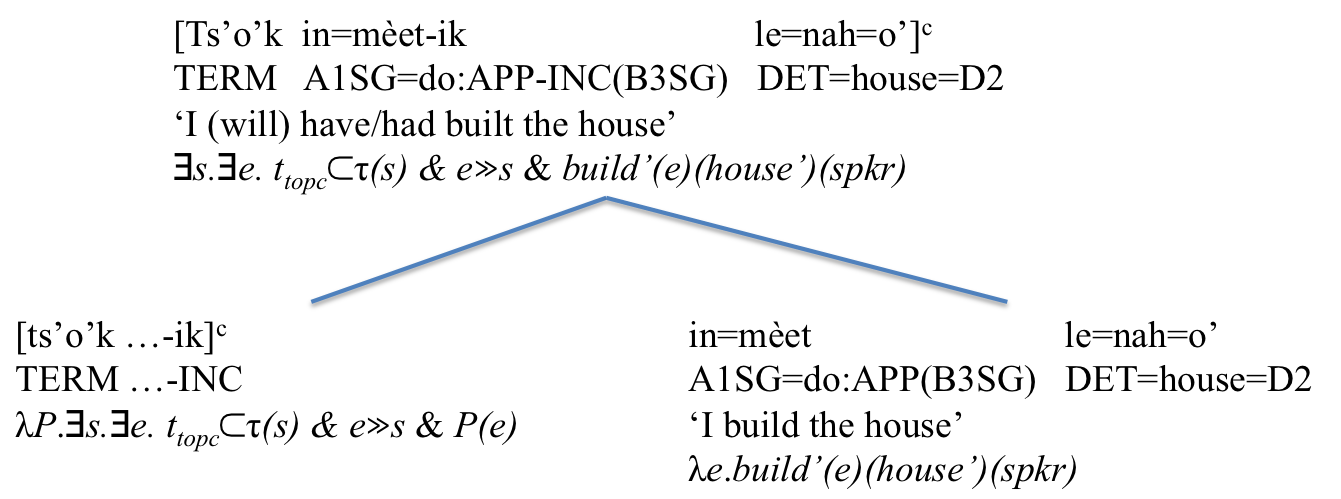 [Ts’o’k in=mèet-ik le=nah=o’]ᶜ
TERM A1SG=do:APP-INC(B3SG) DET=house=D2
‘I (will) have/had built the house’
∃s.∃e. t_topc⊂τ(s) & e≫s & build’(e)(house’)(spkr)
[ts’o’k …-ik]ᶜ
TERM …-INC
λP.∃s.∃e. t_topc⊂τ(s) & e≫s & P(e)
in=mèet le=nah=o’
A1SG=do:APP(B3SG) DET=house=D2
‘I build the house’
λe.build’(e)(house’)(spkr)